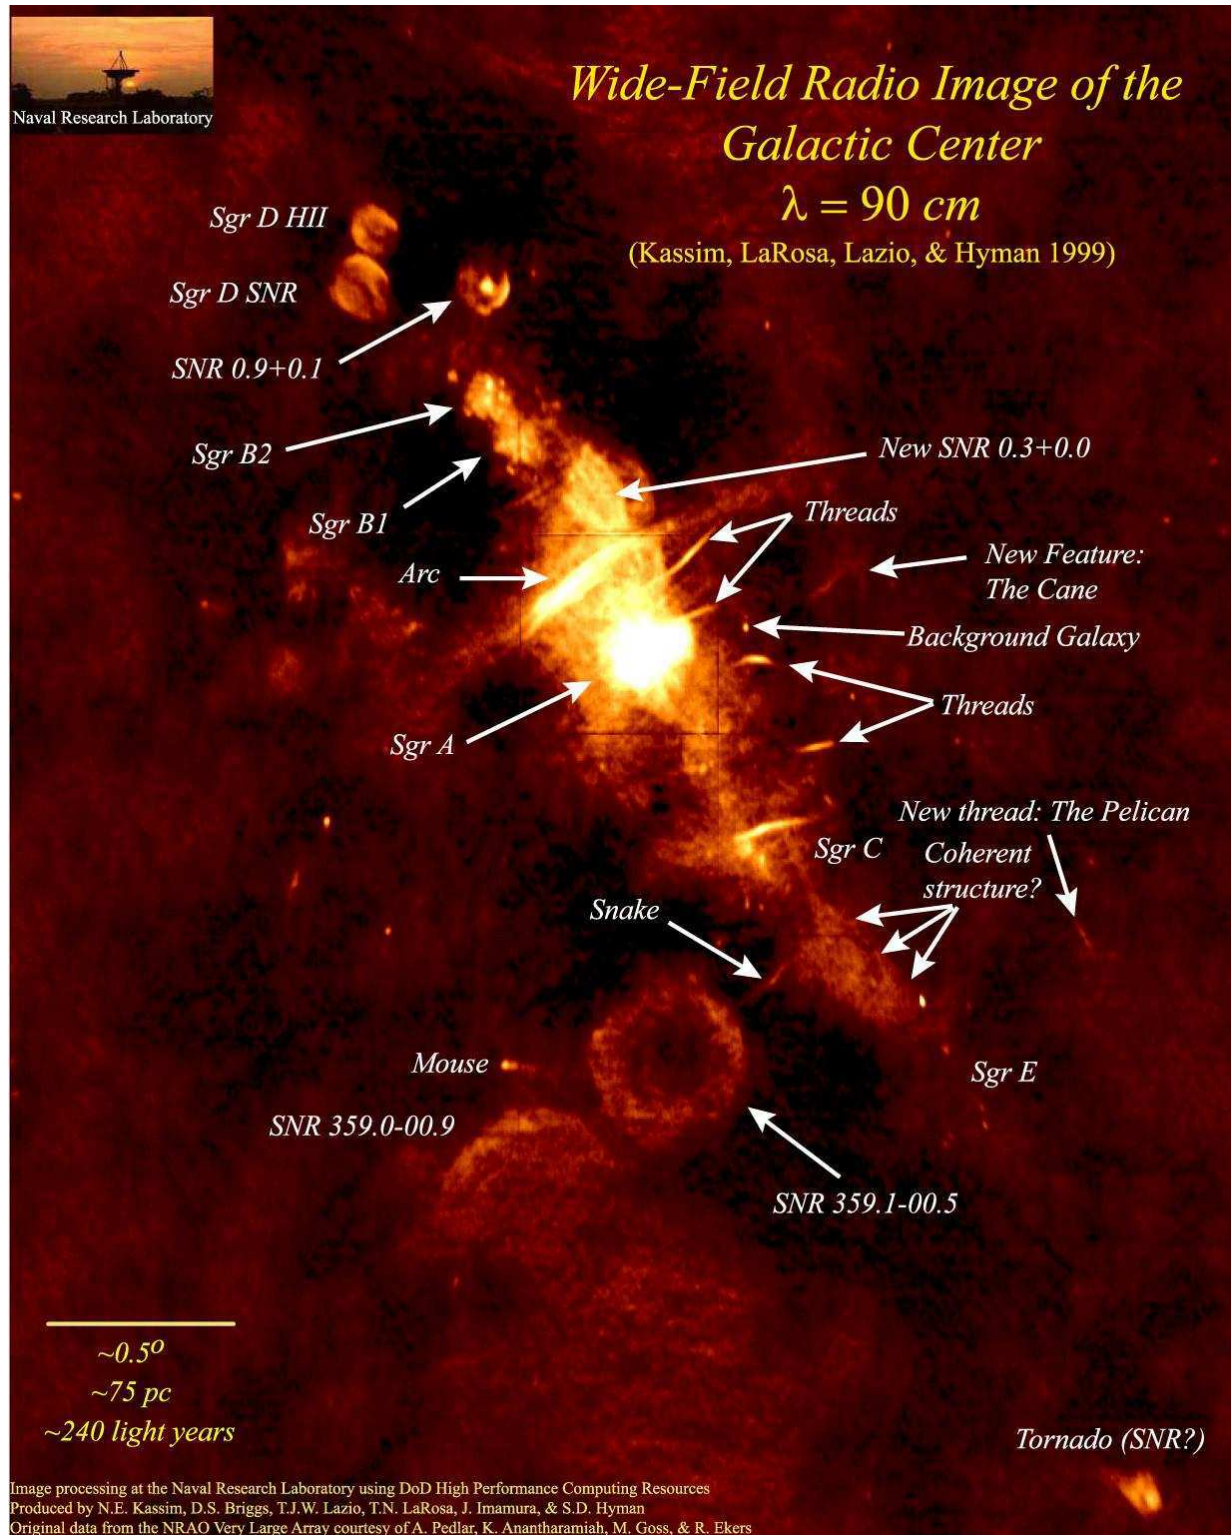 Naval Research Laboratory
Wide-Field Radio Image of the
Galactic Center
λ = 90 cm
(Kassim, LaRosa, Lazio, & Hyman 1999)
Sgr D HII
Sgr D SNR
SNR 0.9+0.1
Sgr B2
Sgr B1
New SNR 0.3+0.0
Threads
Arc
New Feature:
The Cane
Background Galaxy
Threads
Sgr A
New thread: The Pelican
Sgr C
Coherent
structure?
Snake
Mouse
Sgr E
SNR 359.0-00.9
SNR 359.1-00.5
~0.5º
~75 pc
~240 light years
Tornado (SNR?)
Image processing at the Naval Research Laboratory using DoD High Performance Computing Resources
Produced by N.E. Kassim, D.S. Briggs, T.J.W. Lazio, T.N. LaRosa, J. Imamura, & S.D. Hyman
Original data from the NRAO Very Large Array courtesy of A. Pedlar, K. Anantharamiah, M. Goss, & R. Ekers